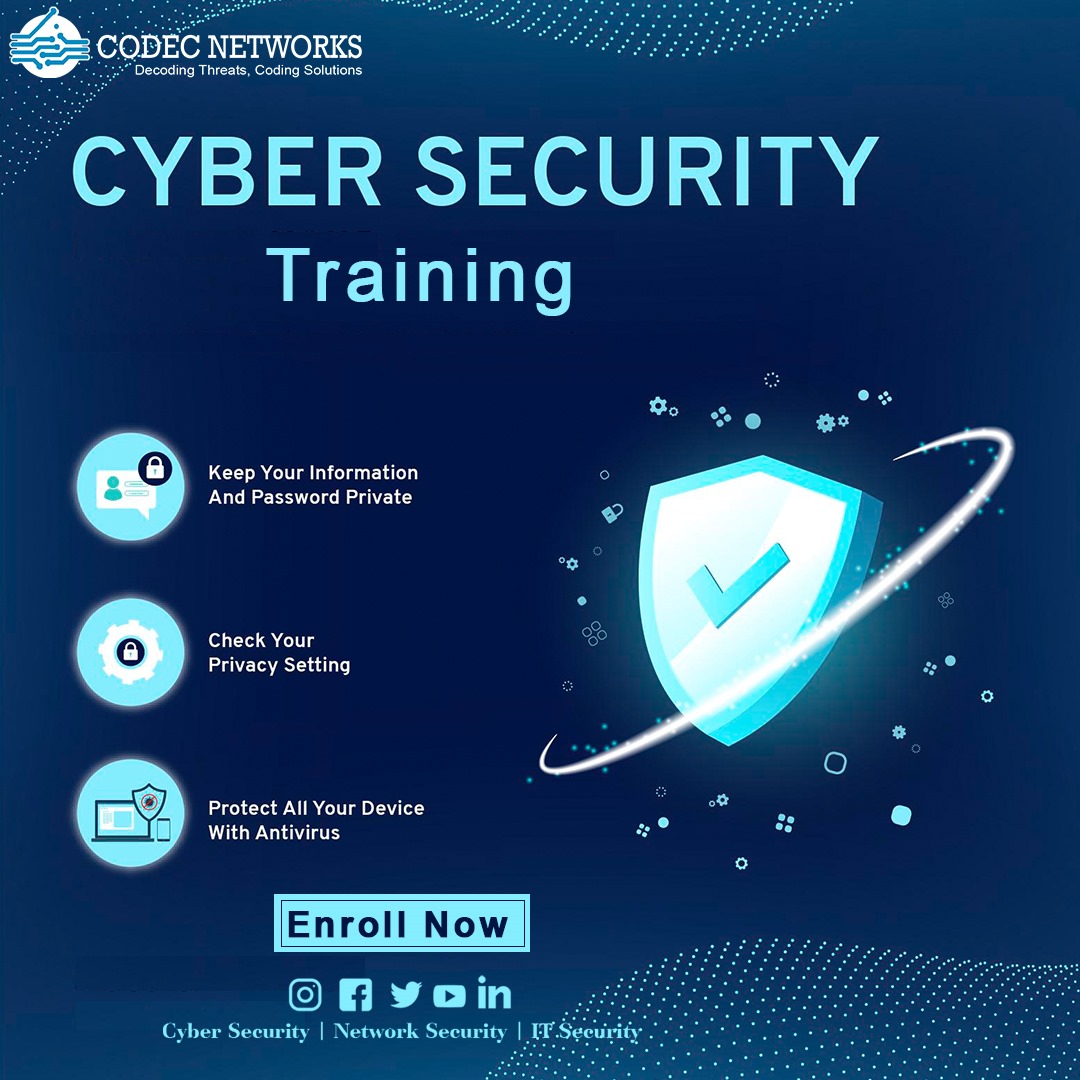 CODEC NETWORKS
Decoding Threats, Coding Solutions
CYBER SECURITY
Training
Keep Your Information
And Password Private
Check Your
Privacy Setting
Protect All Your Device
With Antivirus
Enroll Now
Cyber Security | Network Security | IT Security